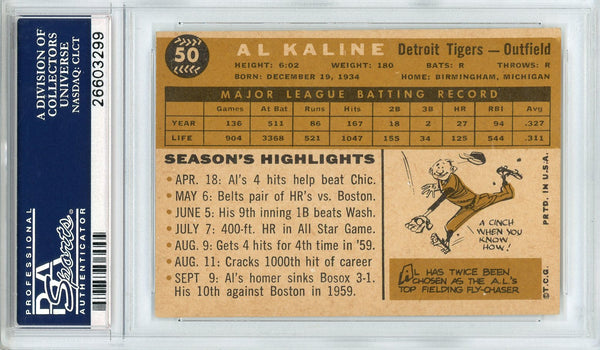 A DIVISION OF
COLLECTORS
UNIVERSE
NASDAQ: CLCT
26603299
PROFESSIONAL
PSA
Sports
AUTHENTICATOR
50
AL KALINE Detroit Tigers — Outfield
HEIGHT: 6:02 WEIGHT: 180 BATS: R THROWS: R
BORN: DECEMBER 19, 1934 HOME: BIRMINGHAM, MICHIGAN
MAJOR LEAGUE BATTING RECORD
Games At Bat Runs Hits 2B 3B HR RBI Avg.
YEAR 136 511 86 167 18 2 27 94 .327
LIFE 904 3368 521 1047 155 34 125 544 .311
SEASON'S HIGHLIGHTS
• APR. 18: Al's 4 hits help beat Chic.
• MAY 6: Belts pair of HR's vs. Boston.
• JUNE 5: His 9th inning 1B beats Wash.
• JULY 7: 400-ft. HR in All Star Game.
• AUG. 9: Gets 4 hits for 4th time in '59.
• AUG. 11: Cracks 1000th hit of career
• SEPT 9: Al's homer sinks Bosox 3-1.
His 10th against Boston in 1959.
A CINCH
WHEN YOU
KNOW
HOW!
AL HAS TWICE BEEN
CHOSEN AS THE A.L.'S
TOP FIELDING FLY-CHASER
©T.C.G. PRTD. IN U.S.A.